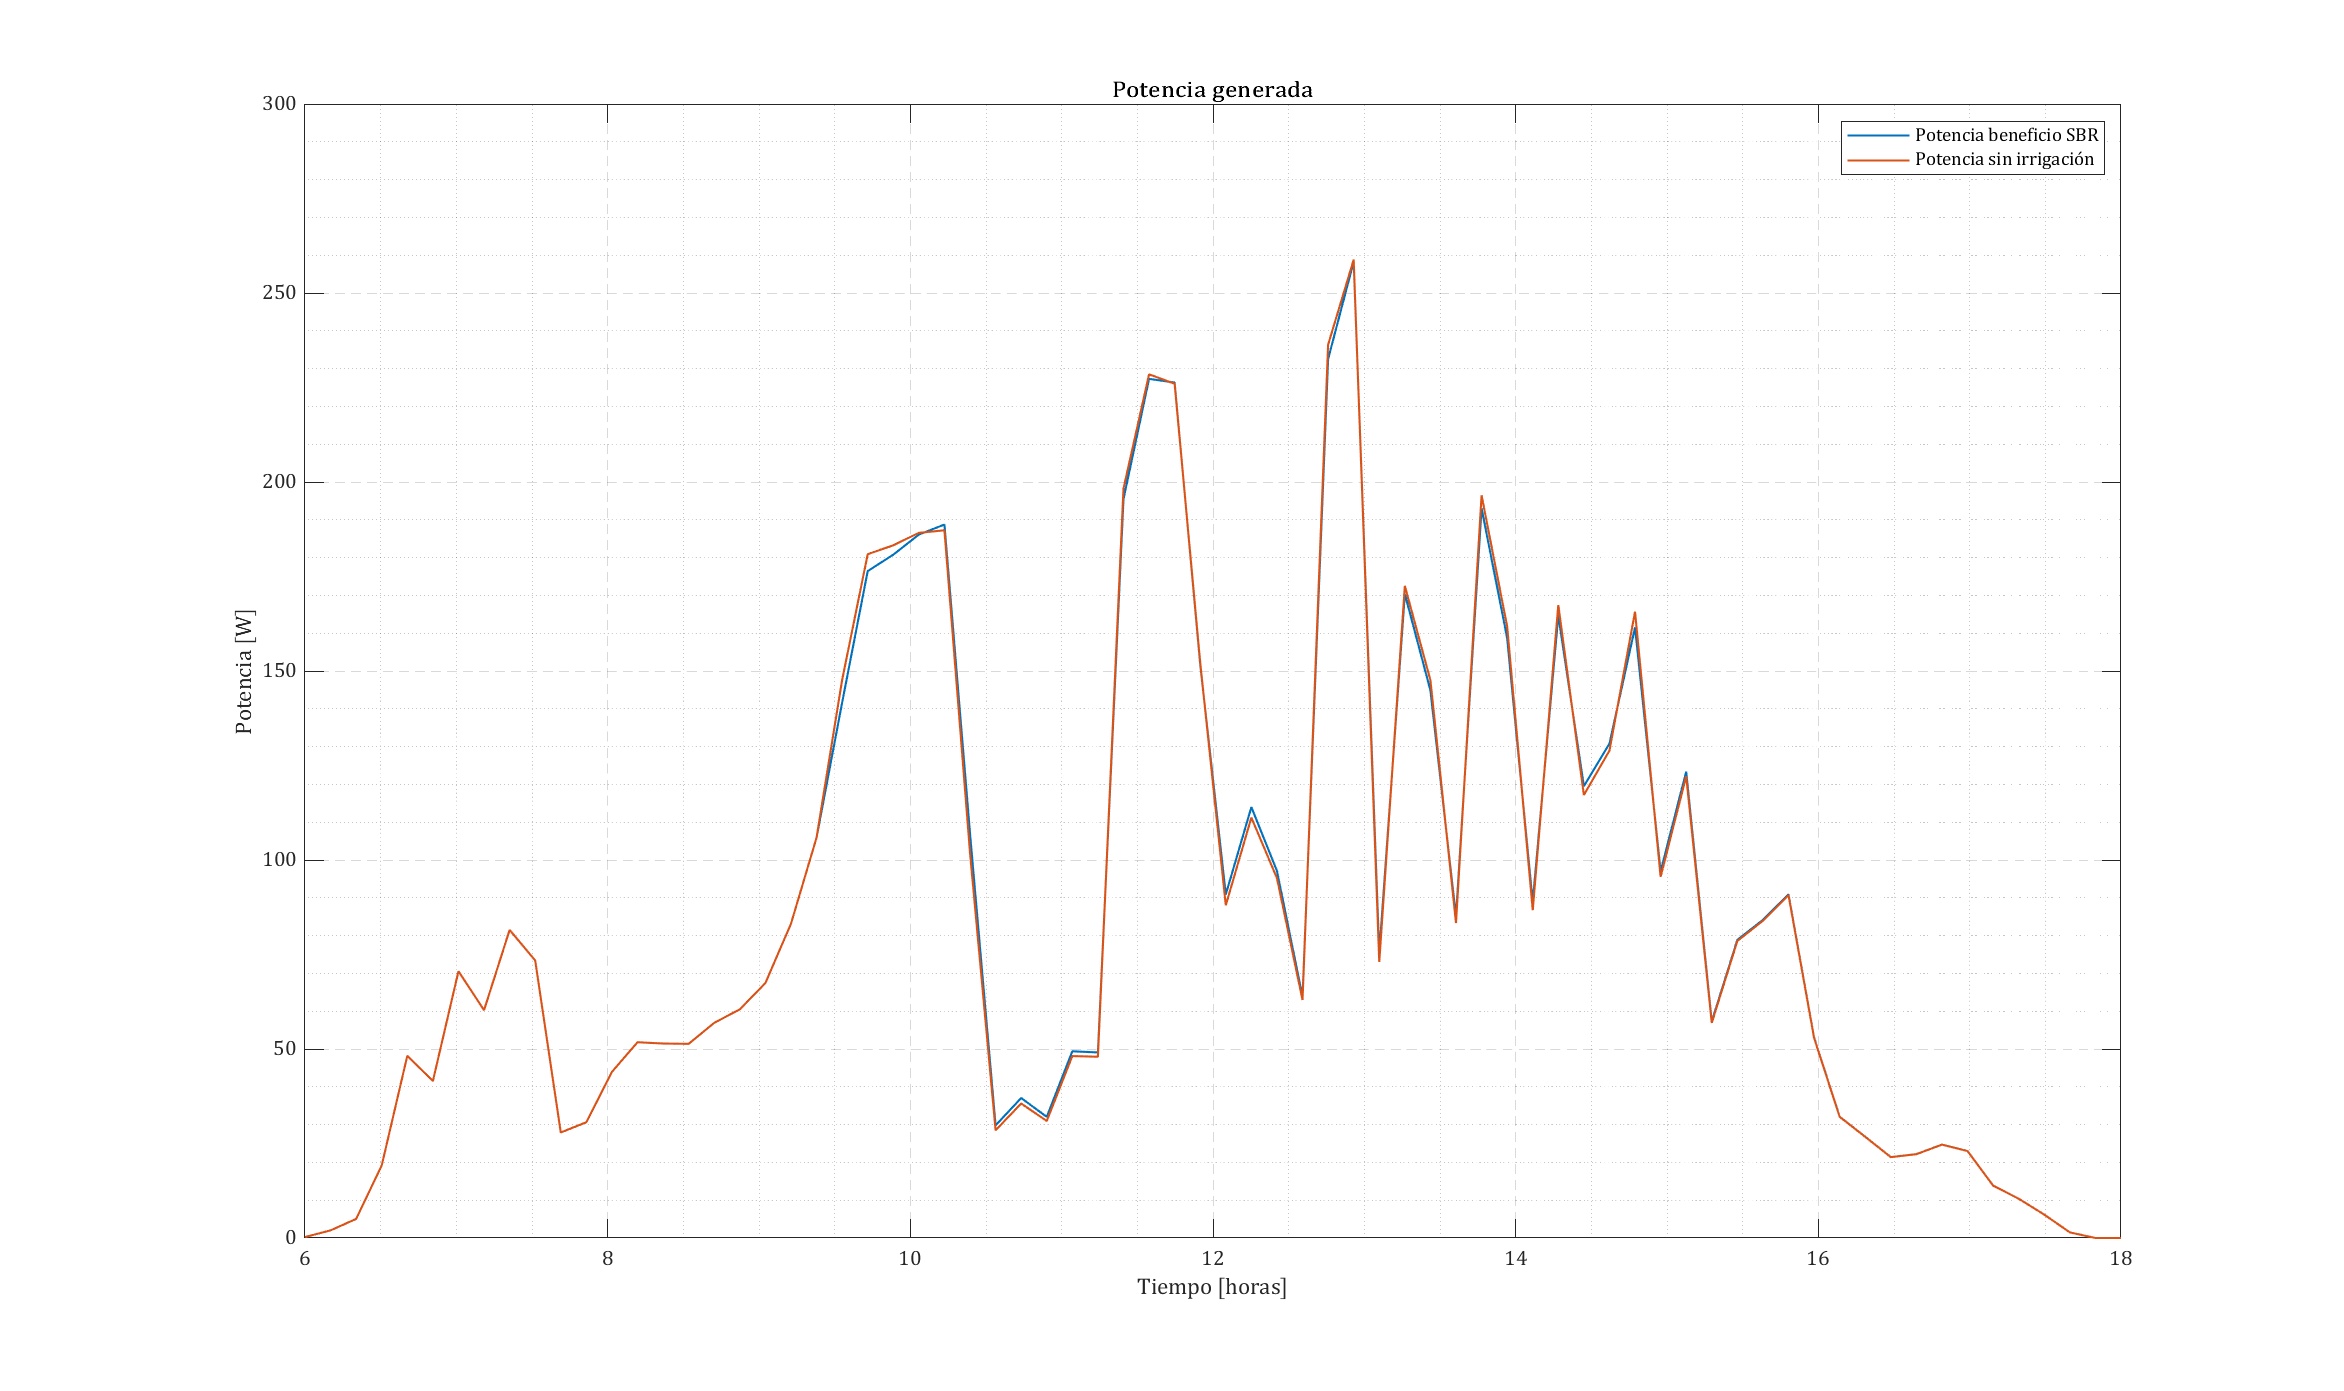 Potencia generada
300
250
200
150
100
50
0
Potencia [W]
Potencia beneficio SBR
Potencia sin irrigación
6 8 10 12 14 16 18
Tiempo [horas]